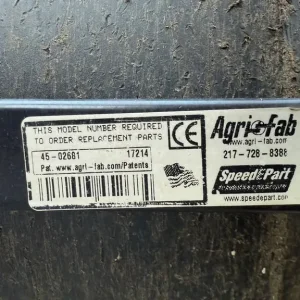 THIS MODEL NUMBER REQUIRED
TO ORDER REPLACEMENT PARTS
45-02681 17214
Pat. www.agri-fab.com/Patents
CE
Agri-Fab
www.agri-fab.com
217-728-8388
SpeedEPart
www.speedepart.com